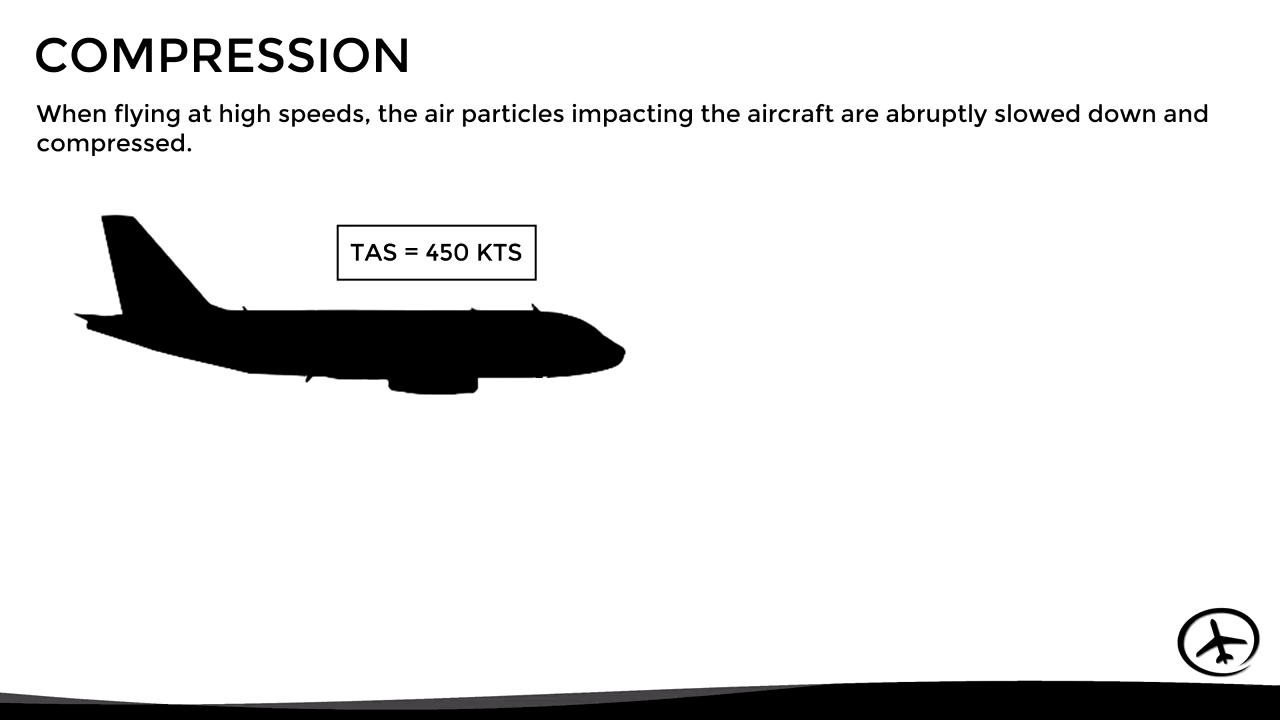 COMPRESSION
When flying at high speeds, the air particles impacting the aircraft are abruptly slowed down and
compressed.
TAS = 450 KTS